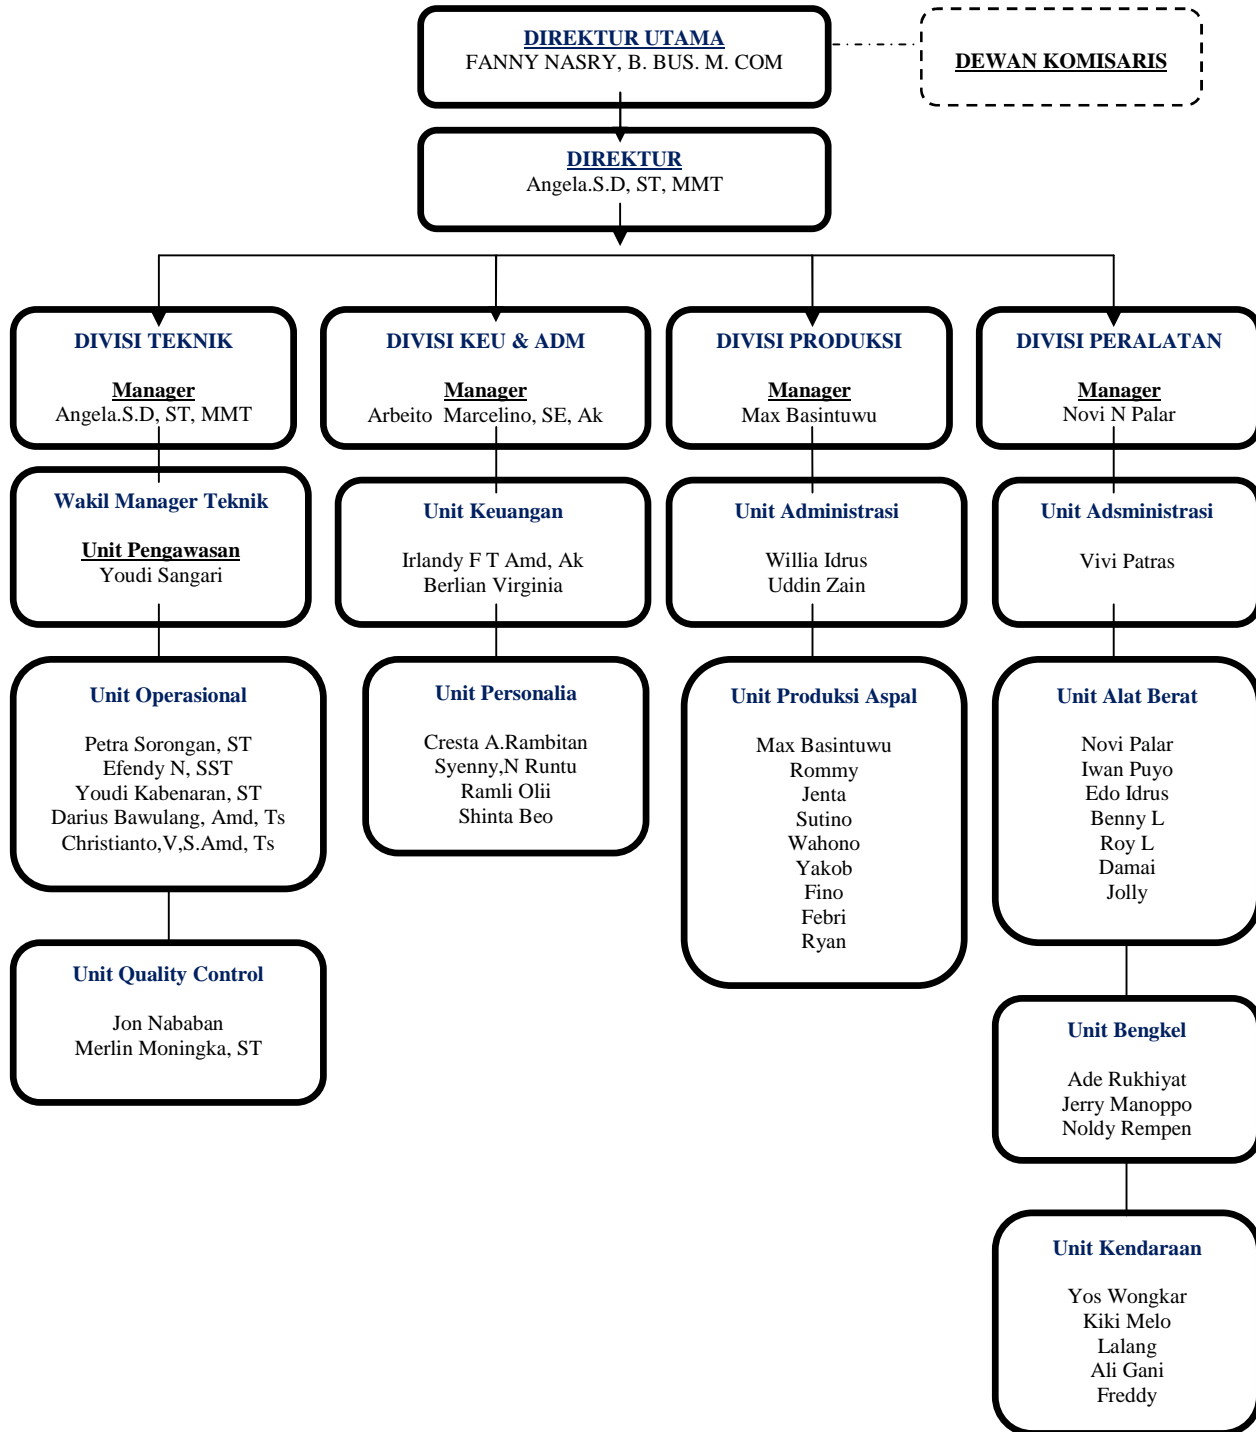 DIREKTUR UTAMA
FANNY NASRY, B. BUS. M. COM
DEWAN KOMISARIS
DIREKTUR
Angela.S.D, ST, MMT
DIVISI TEKNIK
Manager
Angela.S.D, ST, MMT
DIVISI KEU & ADM
Manager
Arbeito Marcelino, SE, Ak
DIVISI PRODUKSI
Manager
Max Basintuwu
DIVISI PERALATAN
Manager
Novi N Palar
Wakil Manager Teknik
Unit Pengawasan
Youdi Sangari
Unit Keuangan
Irlandy F T Amd, Ak
Berlian Virginia
Unit Administrasi
Willia Idrus
Uddin Zain
Unit Adsministrasi
Vivi Patras
Unit Operasional
Petra Sorongan, ST
Efendy N, SST
Youdi Kabenaran, ST
Darius Bawulang, Amd, Ts
Christianto,V,S.Amd, Ts
Unit Personalia
Cresta A.Rambitan
Syenny,N Runtu
Ramli Olii
Shinta Beo
Unit Produksi Aspal
Max Basintuwu
Rommy
Jenta
Sutino
Wahono
Yakob
Fino
Febri
Ryan
Unit Alat Berat
Novi Palar
Iwan Puyo
Edo Idrus
Benny L
Roy L
Damai
Jolly
Unit Quality Control
Jon Nababan
Merlin Moningka, ST
Unit Bengkel
Ade Rukhiyat
Jerry Manoppo
Noldy Rempen
Unit Kendaraan
Yos Wongkar
Kiki Melo
Lalang
Ali Gani
Freddy